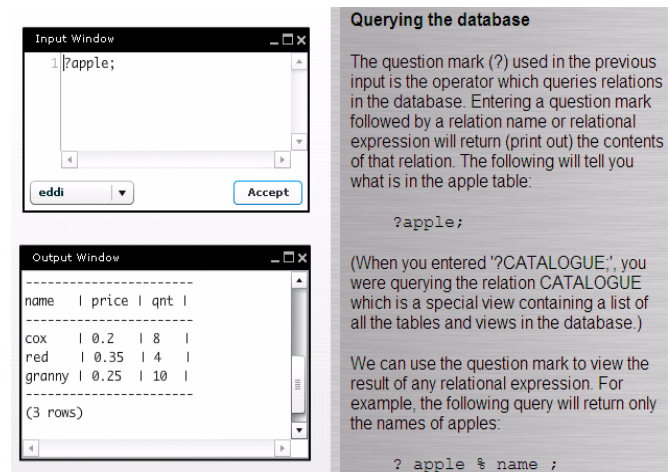 Input Window
1 ?apple;
eddi
Accept
Output Window
-------------------------
name | price | qnt |
-------------------------
cox | 0.2 | 8 |
red | 0.35 | 4 |
granny | 0.25 | 10 |
-------------------------
(3 rows)
Querying the database
The question mark (?) used in the previous
input is the operator which queries relations
in the database. Entering a question mark
followed by a relation name or relational
expression will return (print out) the contents
of that relation. The following will tell you
what is in the apple table:
?apple;
(When you entered '?CATALOGUE;', you
were querying the relation CATALOGUE
which is a special view containing a list of
all the tables and views in the database.)
We can use the question mark to view the
result of any relational expression. For
example, the following query will return only
the names of apples:
? apple % name ;